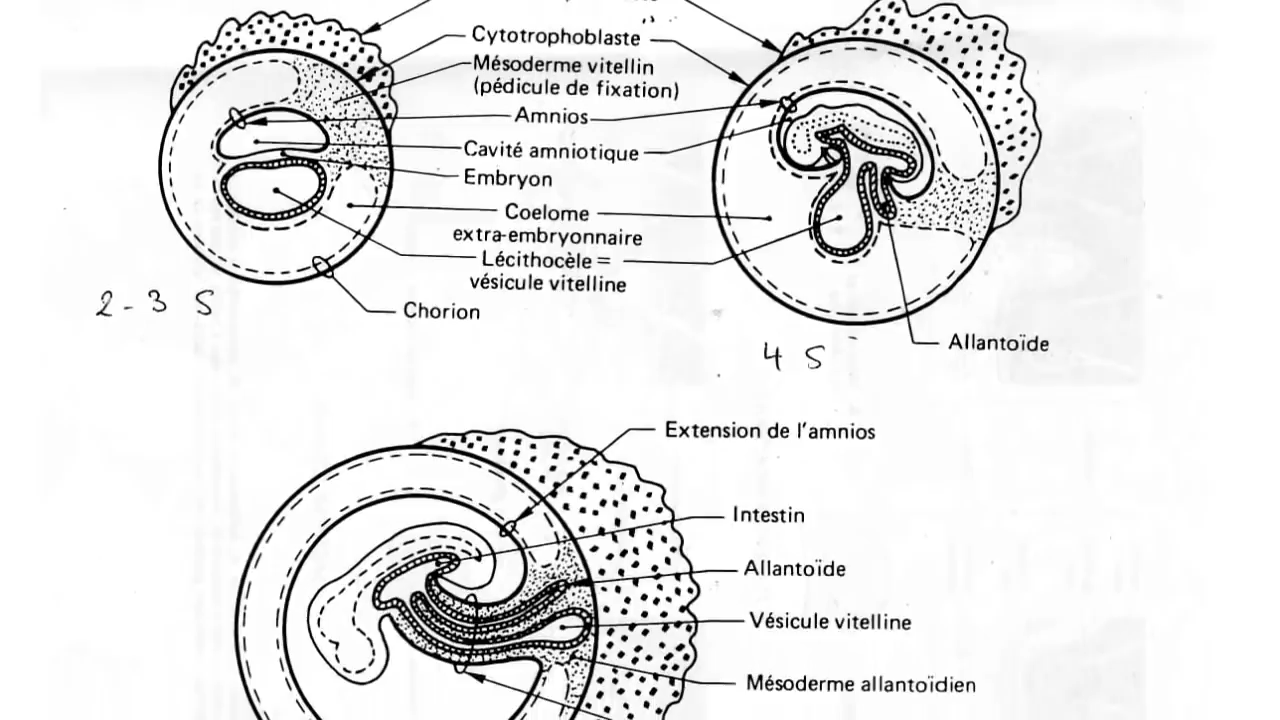 Cytotrophoblaste
Mésoderme vitellin
(pédicule de fixation)
Amnios
Cavité amniotique
Embryon
Coelome
extra-embryonnaire
Lécithocèle =
vésicule vitelline
Chorion
2-3 S
4 S
Allantoïde
Extension de l'amnios
Intestin
Allantoïde
Vésicule vitelline
Mésoderme allantoïdien